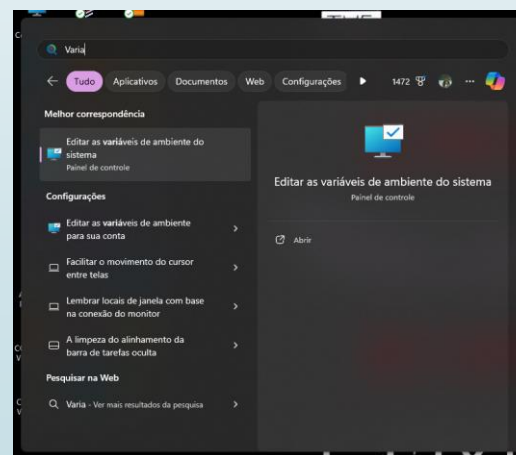 Varia
Tudo Aplicativos Documentos Web Configurações 1472
Melhor correspondência
Editar as variáveis de ambiente do
sistema
Painel de controle
Configurações
Editar as variáveis de ambiente
para sua conta
Facilitar o movimento do cursor
entre telas
Lembrar locais de janela com base
na conexão do monitor
A limpeza do alinhamento da
barra de tarefas oculta
Pesquisar na Web
Varia - Ver mais resultados da pesquisa
Editar as variáveis de ambiente do sistema
Painel de controle
Abrir